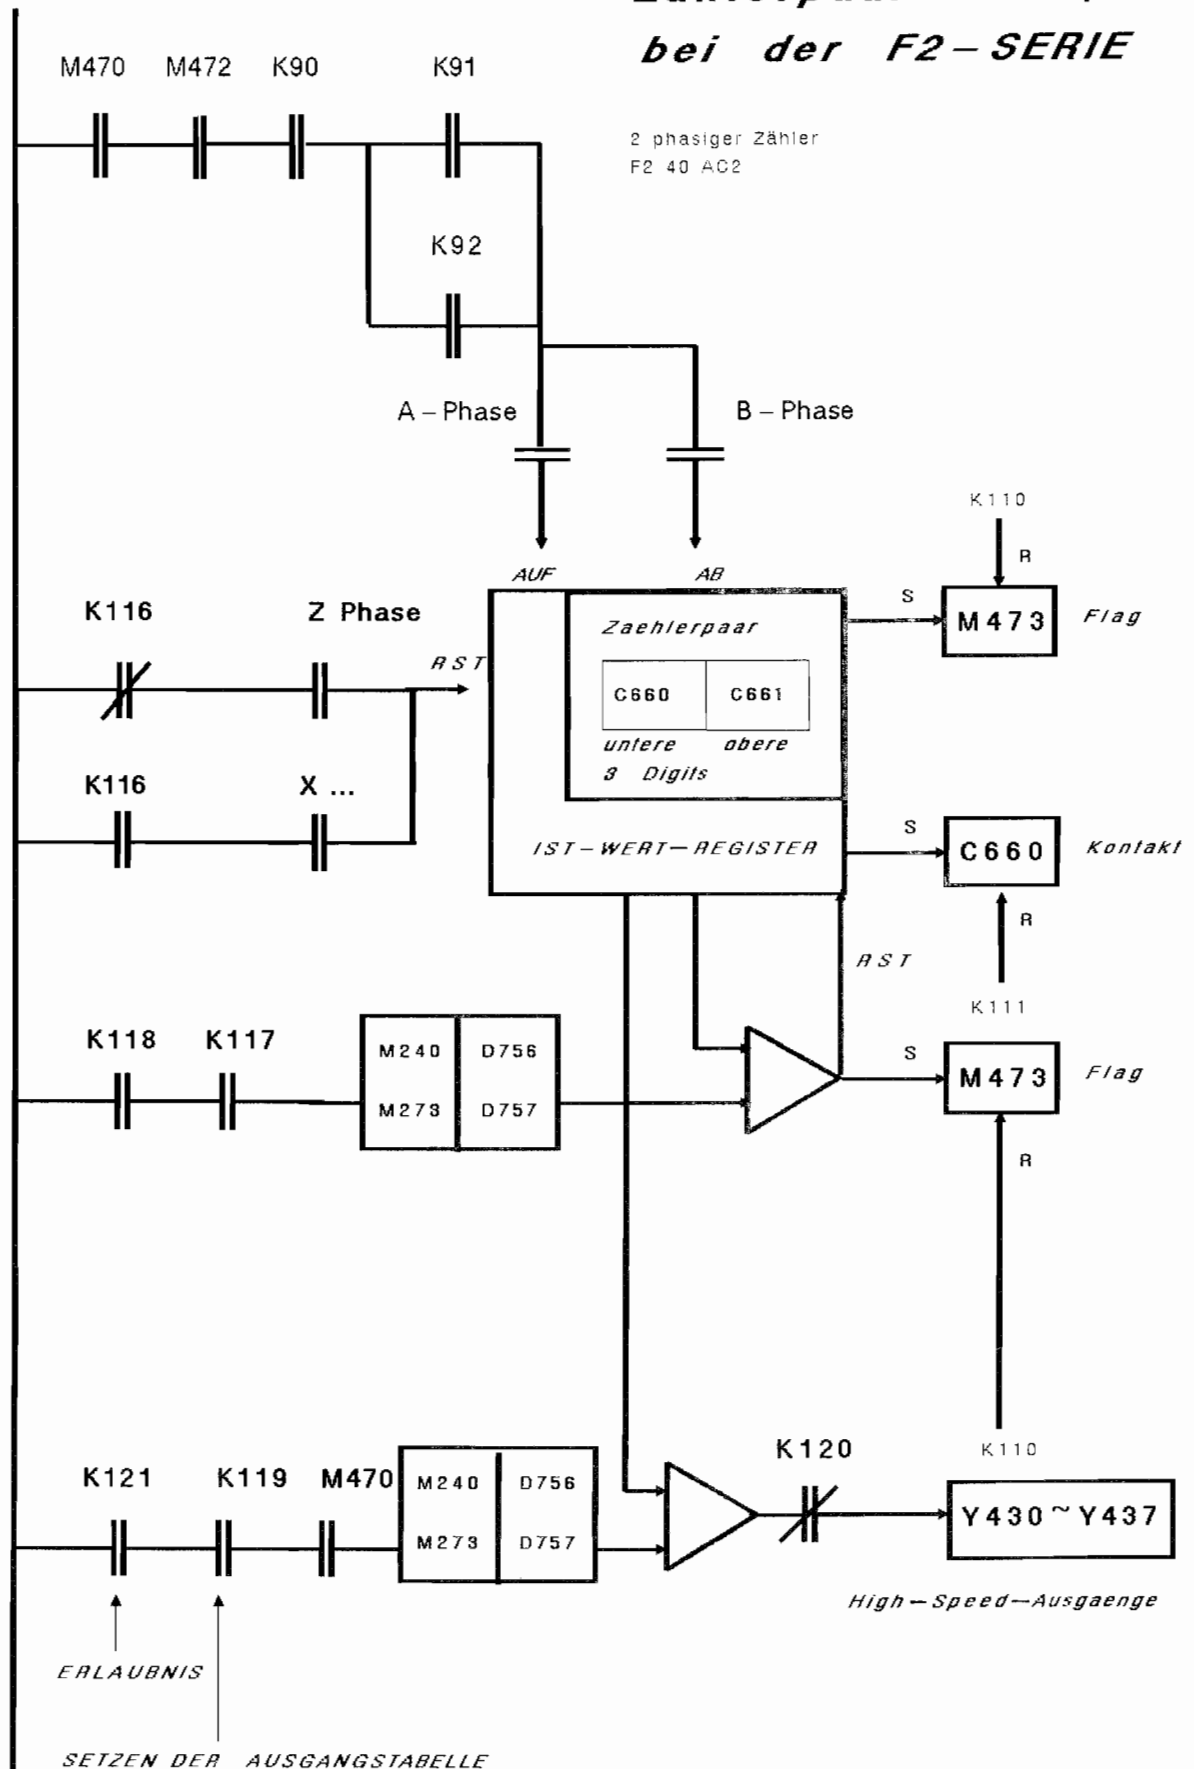 bei der F2-SERIE
M470 M472 K90 K91
2 phasiger Zähler
F2 40 AC2
K92
A-Phase B-Phase
K110
R
AUF AB
K116 Z Phase
RST
Zaehlerpaar
S
M473 Flag
C660 C661
untere obere
3 Digits
K116 X ...
IST-WERT-REGISTER
S
C660 Kontakt
R
RST
K111
K118 K117
M240 D756
M273 D757
S
M473 Flag
R
K110
K121 K119 M470
M240 D756
M273 D757
K120
Y430~Y437
High-Speed-Ausgaenge
ERLAUBNIS
SETZEN DER AUSGANGSTABELLE